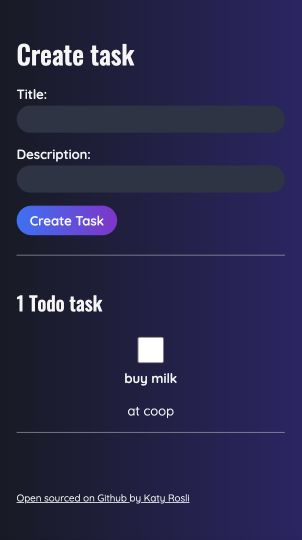 Create task
Title:
Description:
Create Task
1 Todo task
buy milk
at coop
Open sourced on Github by Katy Rosli